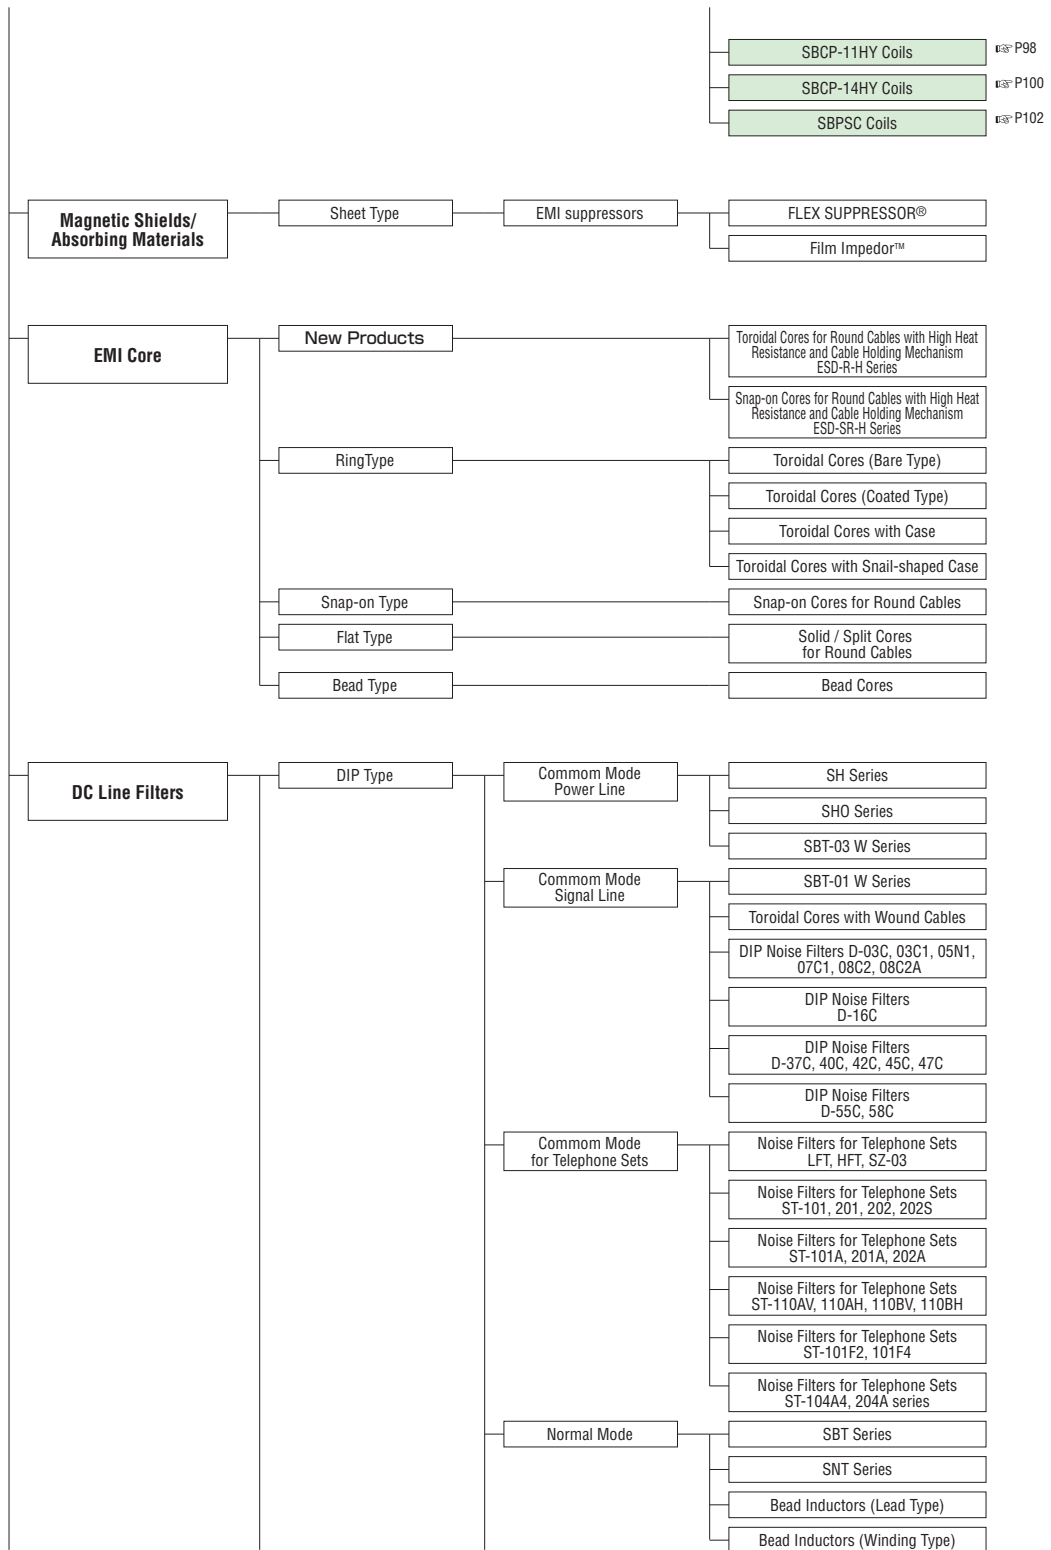 SBCP-11HY Coils
☞P98
SBCP-14HY Coils
☞P100
SBPSC Coils
☞P102
Magnetic Shields/
Absorbing Materials
Sheet Type
EMI suppressors
FLEX SUPPRESSOR®
Film Impedor™
EMI Core
New Products
Toroidal Cores for Round Cables with High Heat
Resistance and Cable Holding Mechanism
ESD-R-H Series
Snap-on Cores for Round Cables with High Heat
Resistance and Cable Holding Mechanism
ESD-SR-H Series
RingType
Toroidal Cores (Bare Type)
Toroidal Cores (Coated Type)
Toroidal Cores with Case
Toroidal Cores with Snail-shaped Case
Snap-on Type
Snap-on Cores for Round Cables
Flat Type
Solid / Split Cores
for Round Cables
Bead Type
Bead Cores
DC Line Filters
DIP Type
Commom Mode
Power Line
SH Series
SHO Series
SBT-03 W Series
Commom Mode
Signal Line
SBT-01 W Series
Toroidal Cores with Wound Cables
DIP Noise Filters D-03C, 03C1, 05N1,
07C1, 08C2, 08C2A
DIP Noise Filters
D-16C
DIP Noise Filters
D-37C, 40C, 42C, 45C, 47C
DIP Noise Filters
D-55C, 58C
Commom Mode
for Telephone Sets
Noise Filters for Telephone Sets
LFT, HFT, SZ-03
Noise Filters for Telephone Sets
ST-101, 201, 202, 202S
Noise Filters for Telephone Sets
ST-101A, 201A, 202A
Noise Filters for Telephone Sets
ST-110AV, 110AH, 110BV, 110BH
Noise Filters for Telephone Sets
ST-101F2, 101F4
Noise Filters for Telephone Sets
ST-104A4, 204A series
Normal Mode
SBT Series
SNT Series
Bead Inductors (Lead Type)
Bead Inductors (Winding Type)